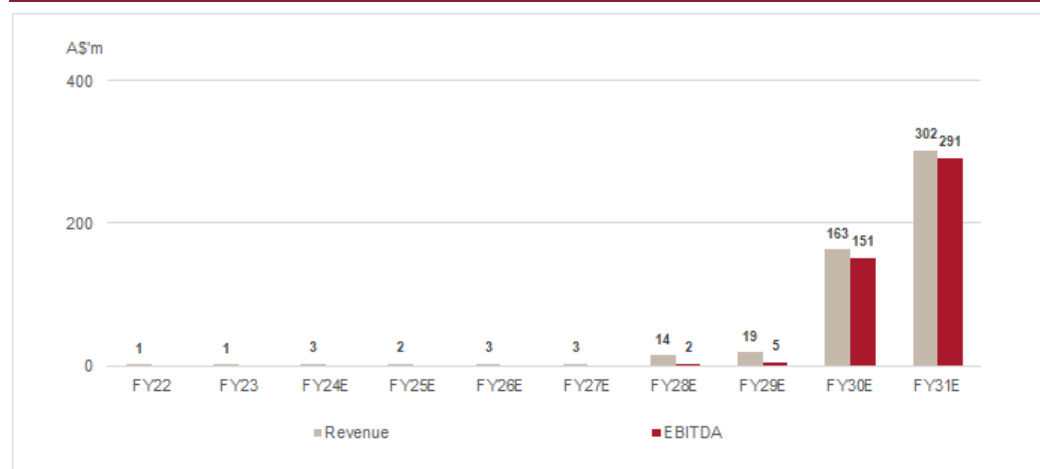 A$'m
400
200
0
302 291
163 151
1 1 3 2 3 3 14 2 19 5
FY22 FY23 FY24E FY25E FY26E FY27E FY28E FY29E FY30E FY31E
Revenue EBITDA